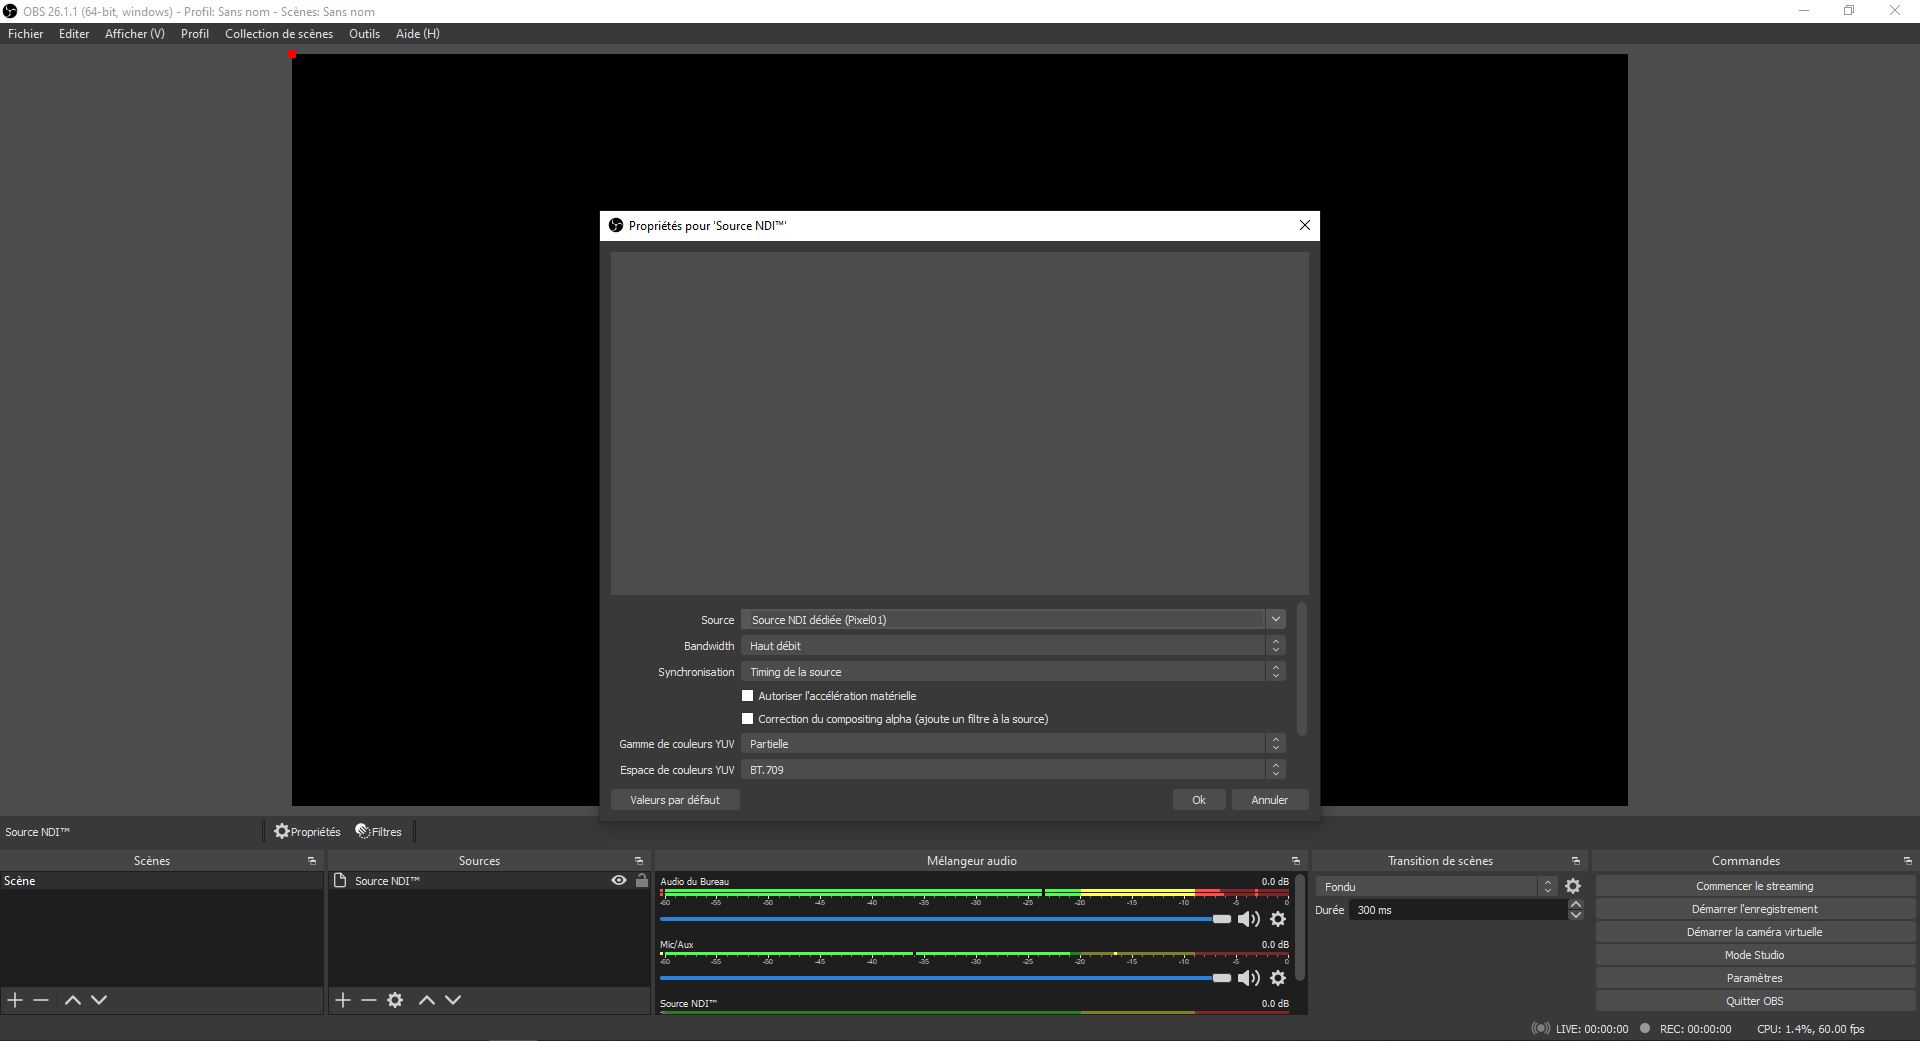 OBS 26.1.1 (64-bit, windows) - Profil: Sans nom - Scènes: Sans nom
Fichier Editer Afficher (V) Profil Collection de scènes Outils Aide (H)
Propriétés pour 'Source NDI™'
Source Source NDI dédiée (Pixel01)
Bandwidth Haut débit
Synchronisation Timing de la source
Autoriser l'accélération matérielle
Correction du compositing alpha (ajoute un filtre à la source)
Gamme de couleurs YUV Partielle
Espace de couleurs YUV BT.709
Valeurs par défaut Ok Annuler
Source NDI™ Propriétés Filtres
Scènes
Scène
Sources
Source NDI™
Mélangeur audio
Audio du Bureau 0.0 dB
-60 -55 -50 -45 -40 -35 -30 -25 -20 -15 -10 -5 0
Mic/Aux 0.0 dB
-60 -55 -50 -45 -40 -35 -30 -25 -20 -15 -10 -5 0
Source NDI™ 0.0 dB
Transition de scènes
Fondu
Durée 300 ms
Commandes
Commencer le streaming
Démarrer l'enregistrement
Démarrer la caméra virtuelle
Mode Studio
Paramètres
Quitter OBS
LIVE: 00:00:00 REC: 00:00:00 CPU: 1.4%, 60.00 fps